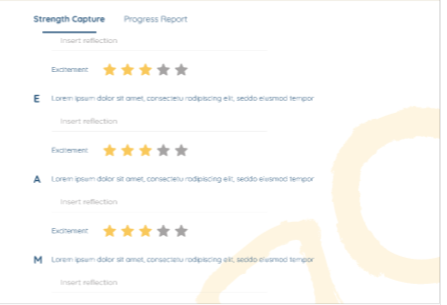 Strength Capture Progress Report
Insert reflection
Excitement
E Lorem ipsum dolor sit amet, consectetu radipiscing elit, seddo eiusmod tempor
Insert reflection
Excitement
A Lorem ipsum dolor sit amet, consectetu radipiscing elit, seddo eiusmod tempor
Insert reflection
Excitement
M Lorem ipsum dolor sit amet, consectetu radipiscing elit, seddo eiusmod tempor
Insert reflection